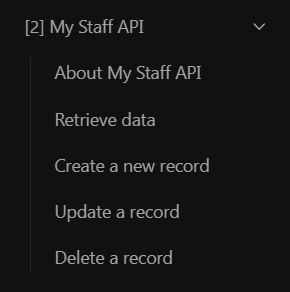 [2] My Staff API
About My Staff API
Retrieve data
Create a new record
Update a record
Delete a record